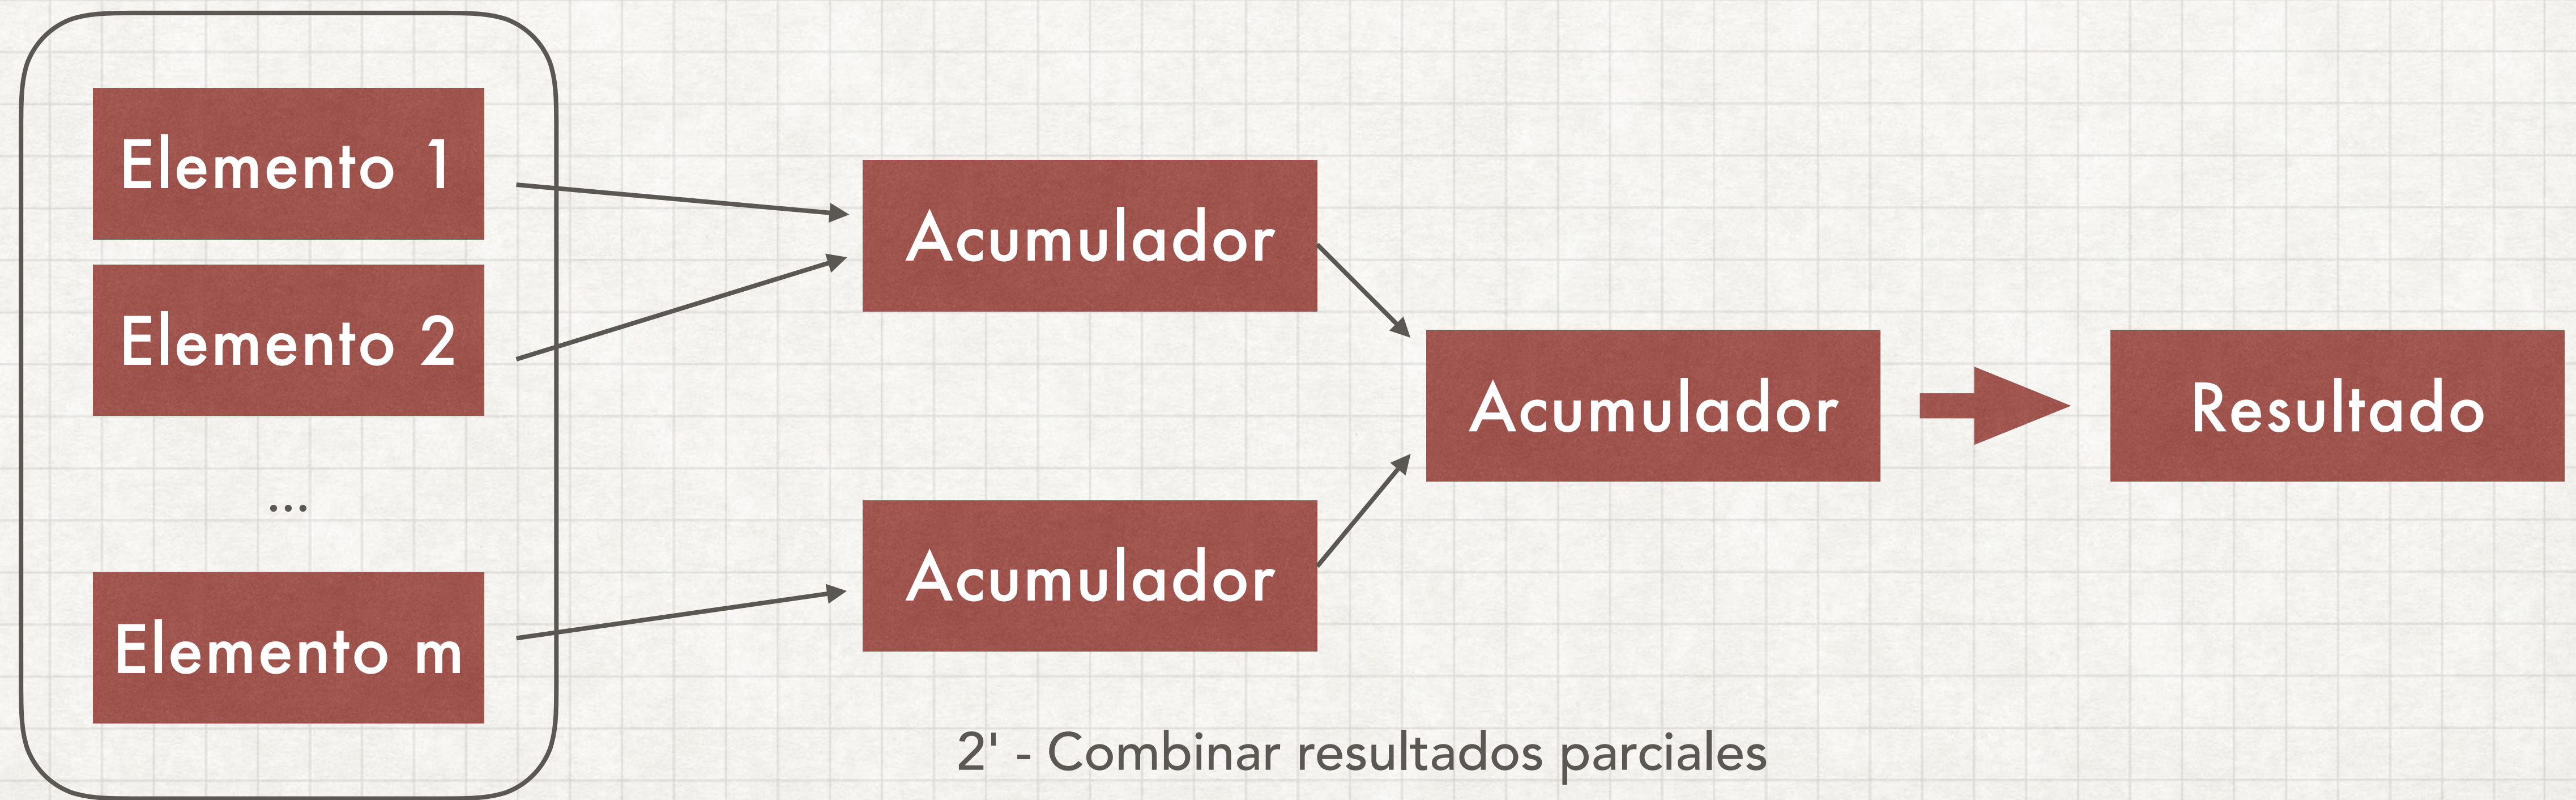 Elemento 1
Elemento 2
...
Elemento m
Acumulador
Acumulador
Acumulador
Resultado
2' - Combinar resultados parciales